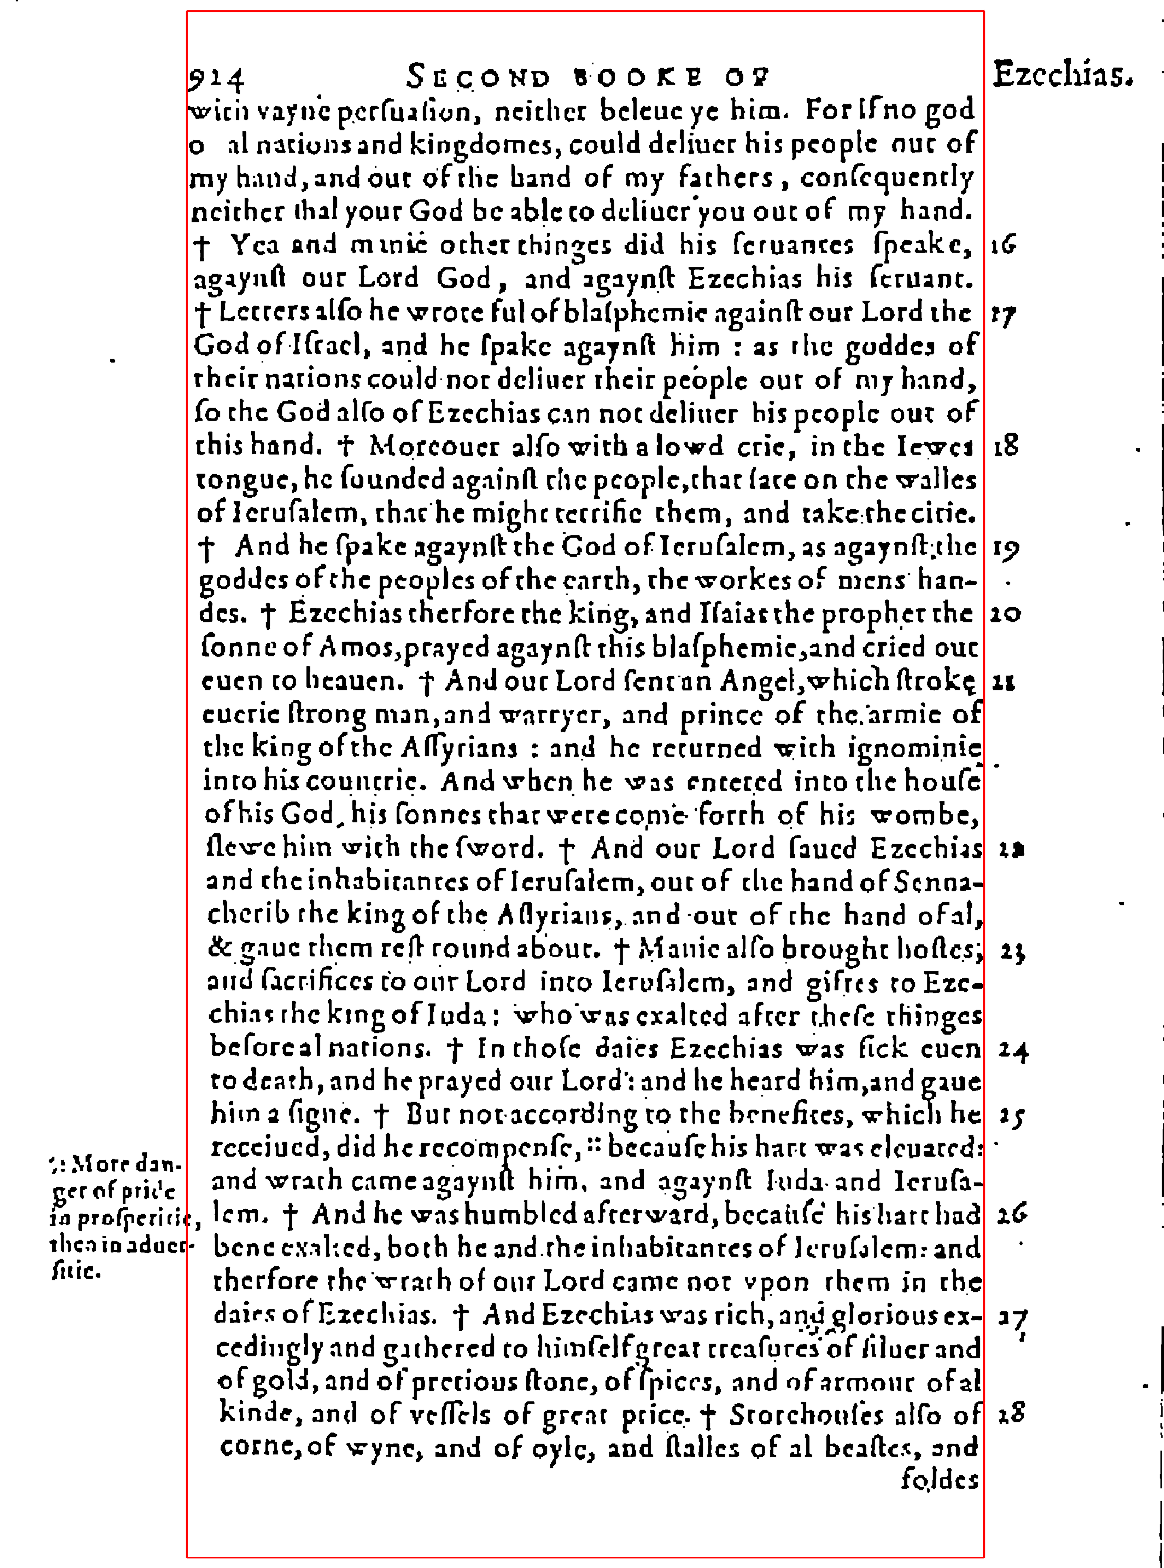 914 SECOND BOOKE OF Ezechias.
with vayne persuasion, neither beleue ye him. For if no god
o al nations and kingdomes, could deliuer his people out of
my hand, and out of the hand of my fathers, consequently
neither shal your God be able to deliuer you out of my hand.
† Yea and manie other thinges did his seruantes speake, 16
agaynst our Lord God, and agaynst Ezechias his seruant.
† Letters also he wrote ful of blasphemie against our Lord the 17
God of Israel, and he spake agaynst him : as the goddes of
their nations could not deliuer their people out of my hand,
so the God also of Ezechias can not deliuer his people out of
this hand. † Moreouer also with a lowd crie, in the Iewes 18
tongue, he sounded against the people, that sate on the walles
of Ierusalem, that he might terrifie them, and take the citie.
† And he spake agaynst the God of Ierusalem, as agaynst the 19
goddes of the peoples of the earth, the workes of mens han-
des. † Ezechias therfore the king, and Isaias the prophet the 20
sonne of Amos, prayed agaynst this blasphemie, and cried out
euen to heauen. † And our Lord sent an Angel, which stroke 21
euerie strong man, and warryer, and prince of the armie of
the king of the Assyrians : and he returned with ignominie
into his countrie. And when he was entered into the house
of his God, his sonnes that were come forth of his wombe,
slewe him with the sword. † And our Lord saued Ezechias 22
and the inhabitantes of Ierusalem, out of the hand of Senna-
cherib the king of the Assyrians, and out of the hand of al,
& gaue them rest round about. † Manie also brought hostes, 23
and sacrifices to our Lord into Ierusalem, and giftes to Eze-
chias the king of Iuda: who was exalted after these thinges
before al nations. † In those daies Ezechias was sick euen 24
to death, and he prayed our Lord: and he heard him, and gaue
him a signe. † But not according to the benefites, which he 25
receiued, did he recompense, :: because his hart was eleuated:
and wrath came agaynst him, and agaynst Iuda and Ierusa-
lem. † And he was humbled afterward, because his hart had 26
bene exalted, both he and the inhabitantes of Ierusalem: and
therfore the wrath of our Lord came not vpon them in the
daies of Ezechias. † And Ezechias was rich, and glorious ex- 27
cedingly and gathered to himself great treasures of siluer and
of gold, and of pretious stone, of spices, and of armour of al
kinde, and of vessels of great price. † Storehouses also of 28
corne, of wyne, and of oyle, and stalles of al beastes, and
foldes
:: More dan-
ger of pride
in prosperitie,
then in aduer-
sitie.